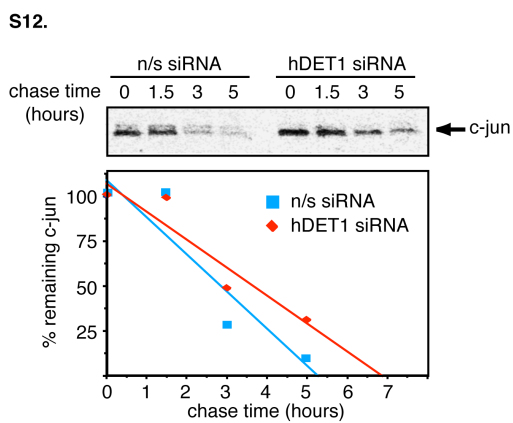 S12.
n/s siRNA hDET1 siRNA
chase time 0 1.5 3 5 0 1.5 3 5
(hours)
c-jun
100
75
50
25
% remaining c-jun
n/s siRNA
hDET1 siRNA
0 1 2 3 4 5 6 7
chase time (hours)